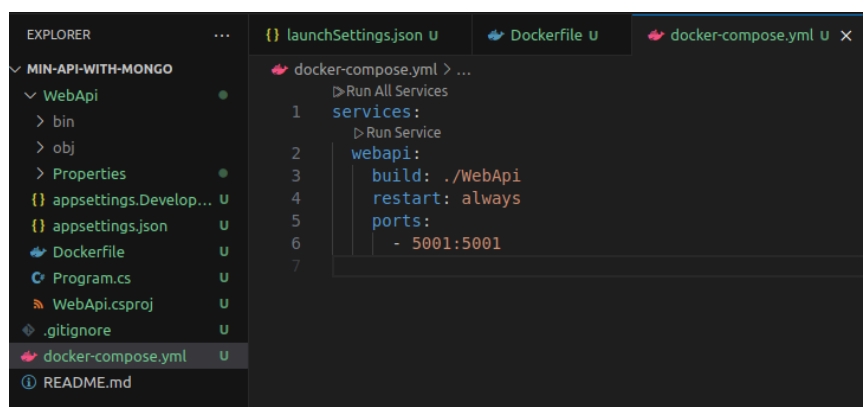 EXPLORER ...
MIN-API-WITH-MONGO
WebApi
bin
obj
Properties
{} appsettings.Develop... U
{} appsettings.json U
Dockerfile U
Program.cs U
WebApi.csproj U
.gitignore U
docker-compose.yml U
README.md
{} launchSettings.json U
Dockerfile U
docker-compose.yml U
docker-compose.yml > ...
Run All Services
1 services:
Run Service
2 webapi:
3 build: ./WebApi
4 restart: always
5 ports:
6 - 5001:5001
7